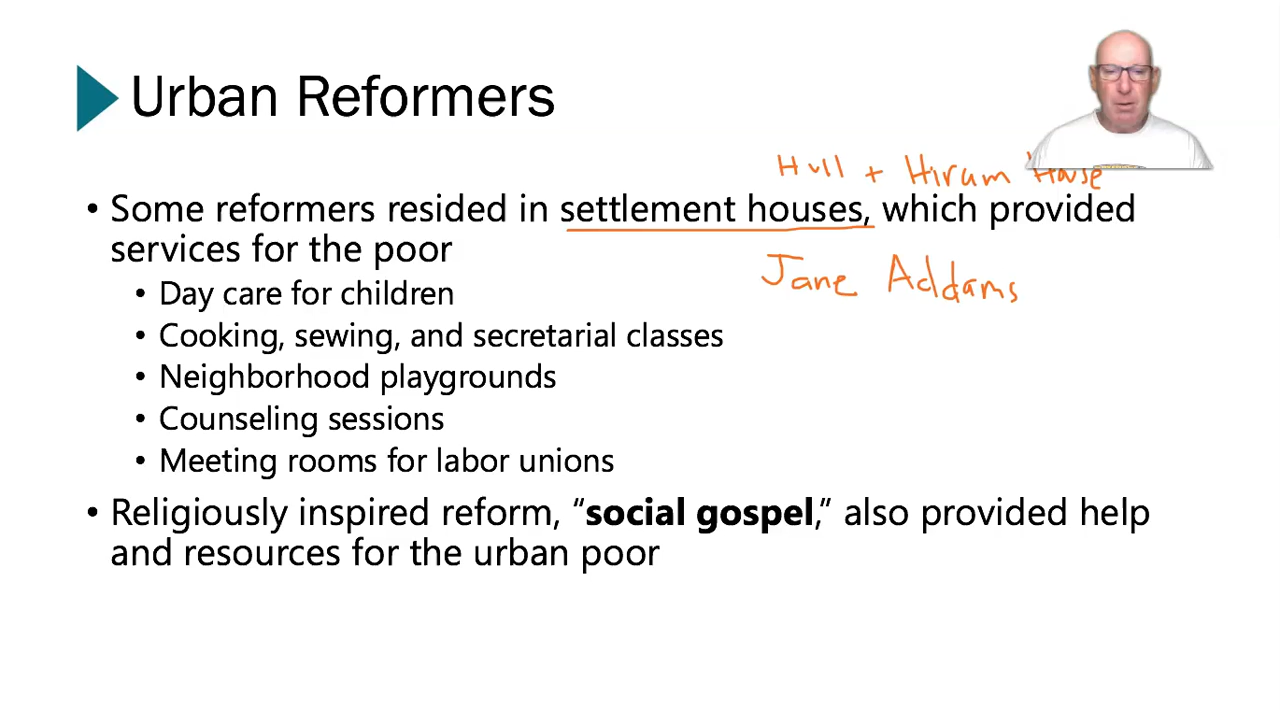 Urban Reformers
Hull + Hiram House
• Some reformers resided in settlement houses, which provided
services for the poor
Jane Addams
• Day care for children
• Cooking, sewing, and secretarial classes
• Neighborhood playgrounds
• Counseling sessions
• Meeting rooms for labor unions
• Religiously inspired reform, “social gospel,” also provided help
and resources for the urban poor